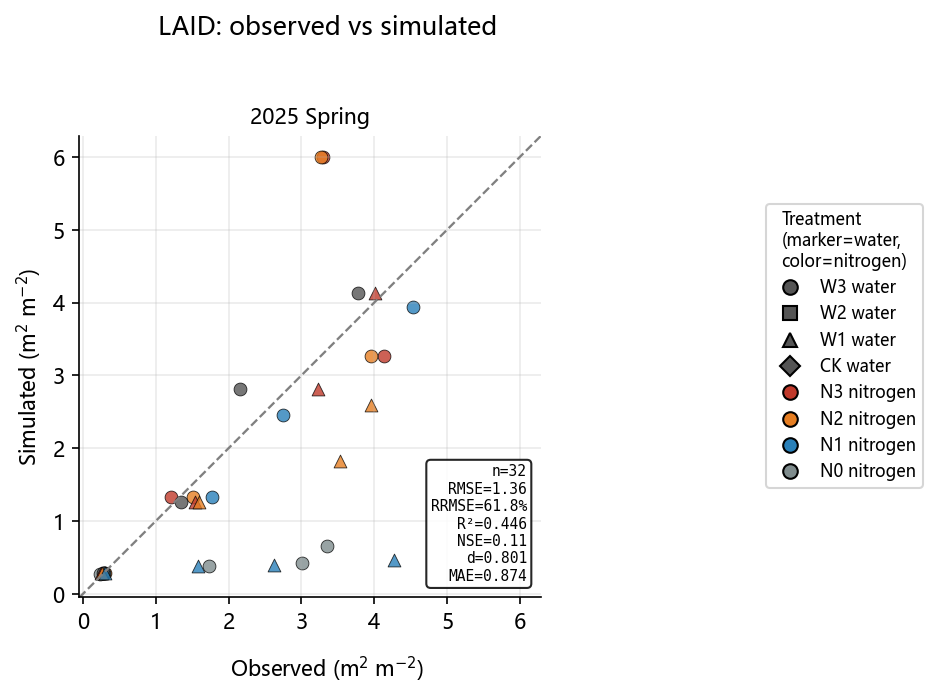 LAID: observed vs simulated
2025 Spring
6
5
4
3
2
1
0
Simulated (m² m⁻²)
0 1 2 3 4 5 6
Observed (m² m⁻²)
n=32
RMSE=1.36
RRMSE=61.8%
R²=0.446
NSE=0.11
d=0.801
MAE=0.874
Treatment
(marker=water,
color=nitrogen)
W3 water
W2 water
W1 water
CK water
N3 nitrogen
N2 nitrogen
N1 nitrogen
N0 nitrogen